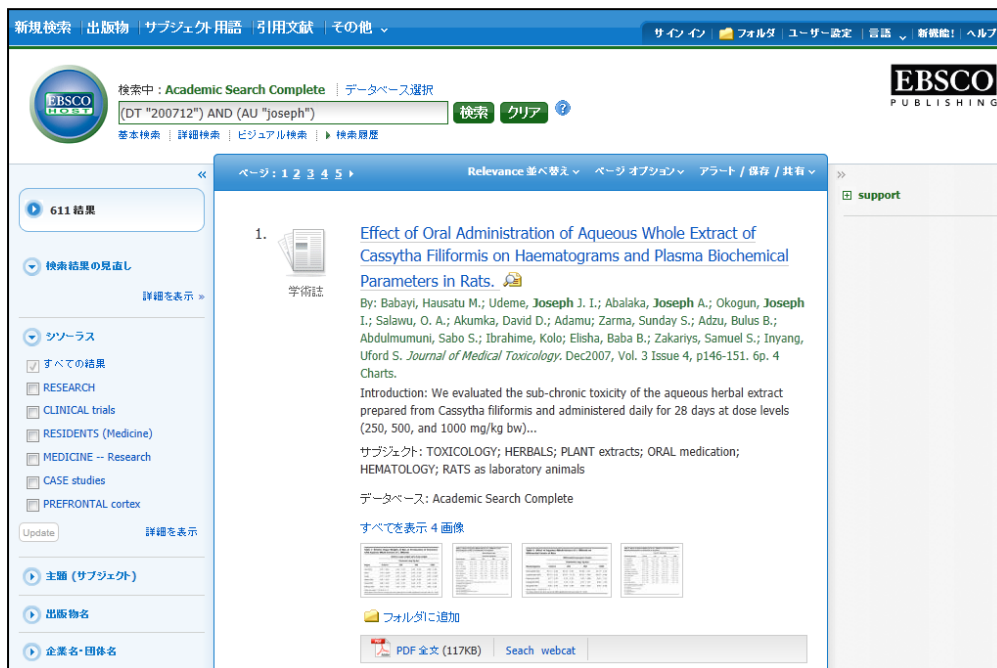 新規検索 出版物 サブジェクト用語 引用文献 その他
サインイン フォルダ ユーザー設定 言語 新機能! ヘルプ
EBSCO HOST
検索中 : Academic Search Complete データベース選択
(DT "200712") AND (AU "joseph") 検索 クリア ?
基本検索 詳細検索 ビジュアル検索 検索履歴
EBSCO
PUBLISHING
« ページ: 1 2 3 4 5 Relevance 並べ替え ページ オプション アラート / 保存 / 共有 »
support
611 結果
検索結果の見直し
詳細を表示 »
シソーラス
すべての結果
RESEARCH
CLINICAL trials
RESIDENTS (Medicine)
MEDICINE -- Research
CASE studies
PREFRONTAL cortex
Update 詳細を表示
主題 (サブジェクト)
出版物名
企業名・団体名
1.
学術誌
Effect of Oral Administration of Aqueous Whole Extract of
Cassytha Filiformis on Haematograms and Plasma Biochemical
Parameters in Rats.
By: Babayi, Hausatu M.; Udeme, Joseph J. I.; Abalaka, Joseph A.; Okogun, Joseph
I.; Salawu, O. A.; Akumka, David D.; Adamu; Zarma, Sunday S.; Adzu, Bulus B.;
Abdulmumuni, Sabo S.; Ibrahime, Kolo; Elisha, Baba B.; Zakariys, Samuel S.; Inyang,
Uford S. Journal of Medical Toxicology. Dec2007, Vol. 3 Issue 4, p146-151. 6p. 4
Charts.
Introduction: We evaluated the sub-chronic toxicity of the aqueous herbal extract
prepared from Cassytha filiformis and administered daily for 28 days at dose levels
(250, 500, and 1000 mg/kg bw)...
サブジェクト: TOXICOLOGY; HERBALS; PLANT extracts; ORAL medication;
HEMATOLOGY; RATS as laboratory animals
データベース: Academic Search Complete
すべてを表示 4 画像
フォルダに追加
PDF 全文 (117KB) Seach webcat